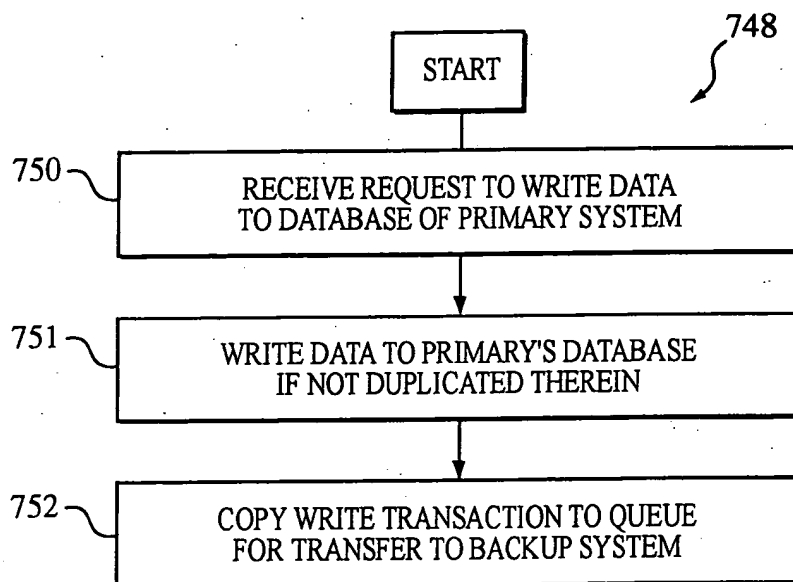 748
START
750
RECEIVE REQUEST TO WRITE DATA
TO DATABASE OF PRIMARY SYSTEM
751
WRITE DATA TO PRIMARY'S DATABASE
IF NOT DUPLICATED THEREIN
752
COPY WRITE TRANSACTION TO QUEUE
FOR TRANSFER TO BACKUP SYSTEM